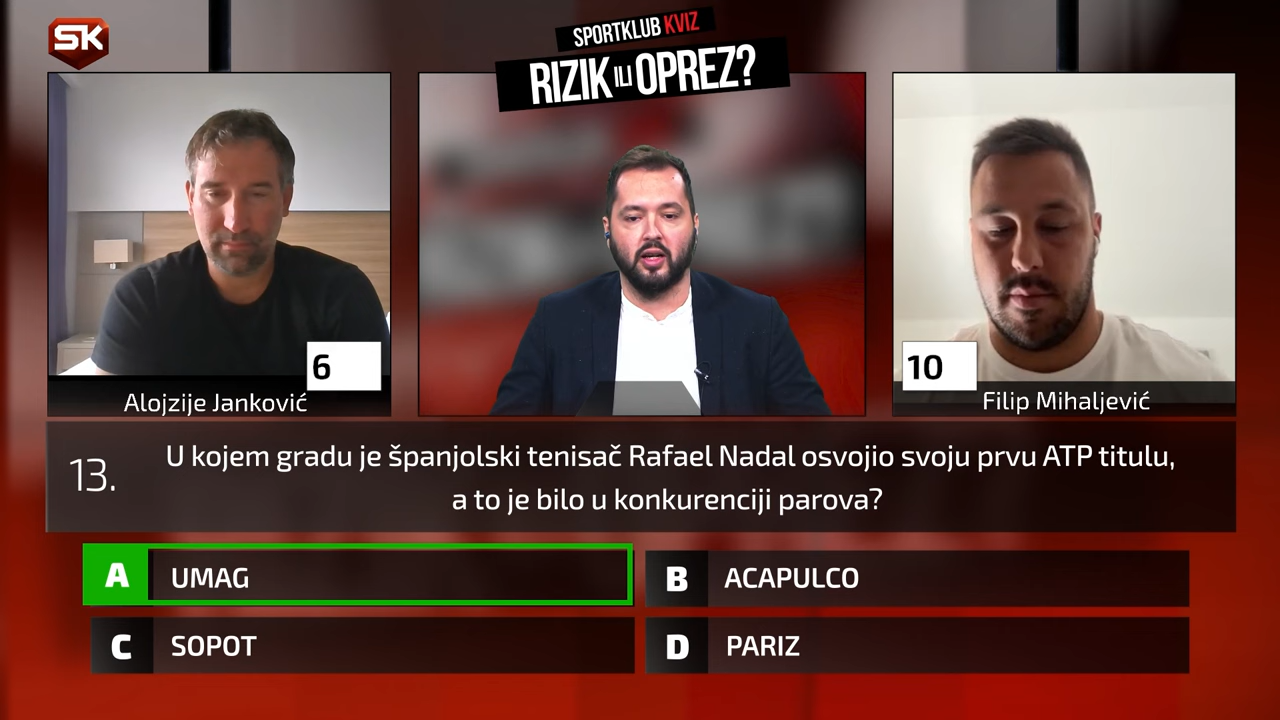 SK
SPORTKLUB KVIZ
RIZIK ILI OPREZ?
6
Alojzije Janković
10
Filip Mihaljević
13.
U kojem gradu je španjolski tenisač Rafael Nadal osvojio svoju prvu ATP titulu,
a to je bilo u konkurenciji parova?
A UMAG
B ACAPULCO
C SOPOT
D PARIZ